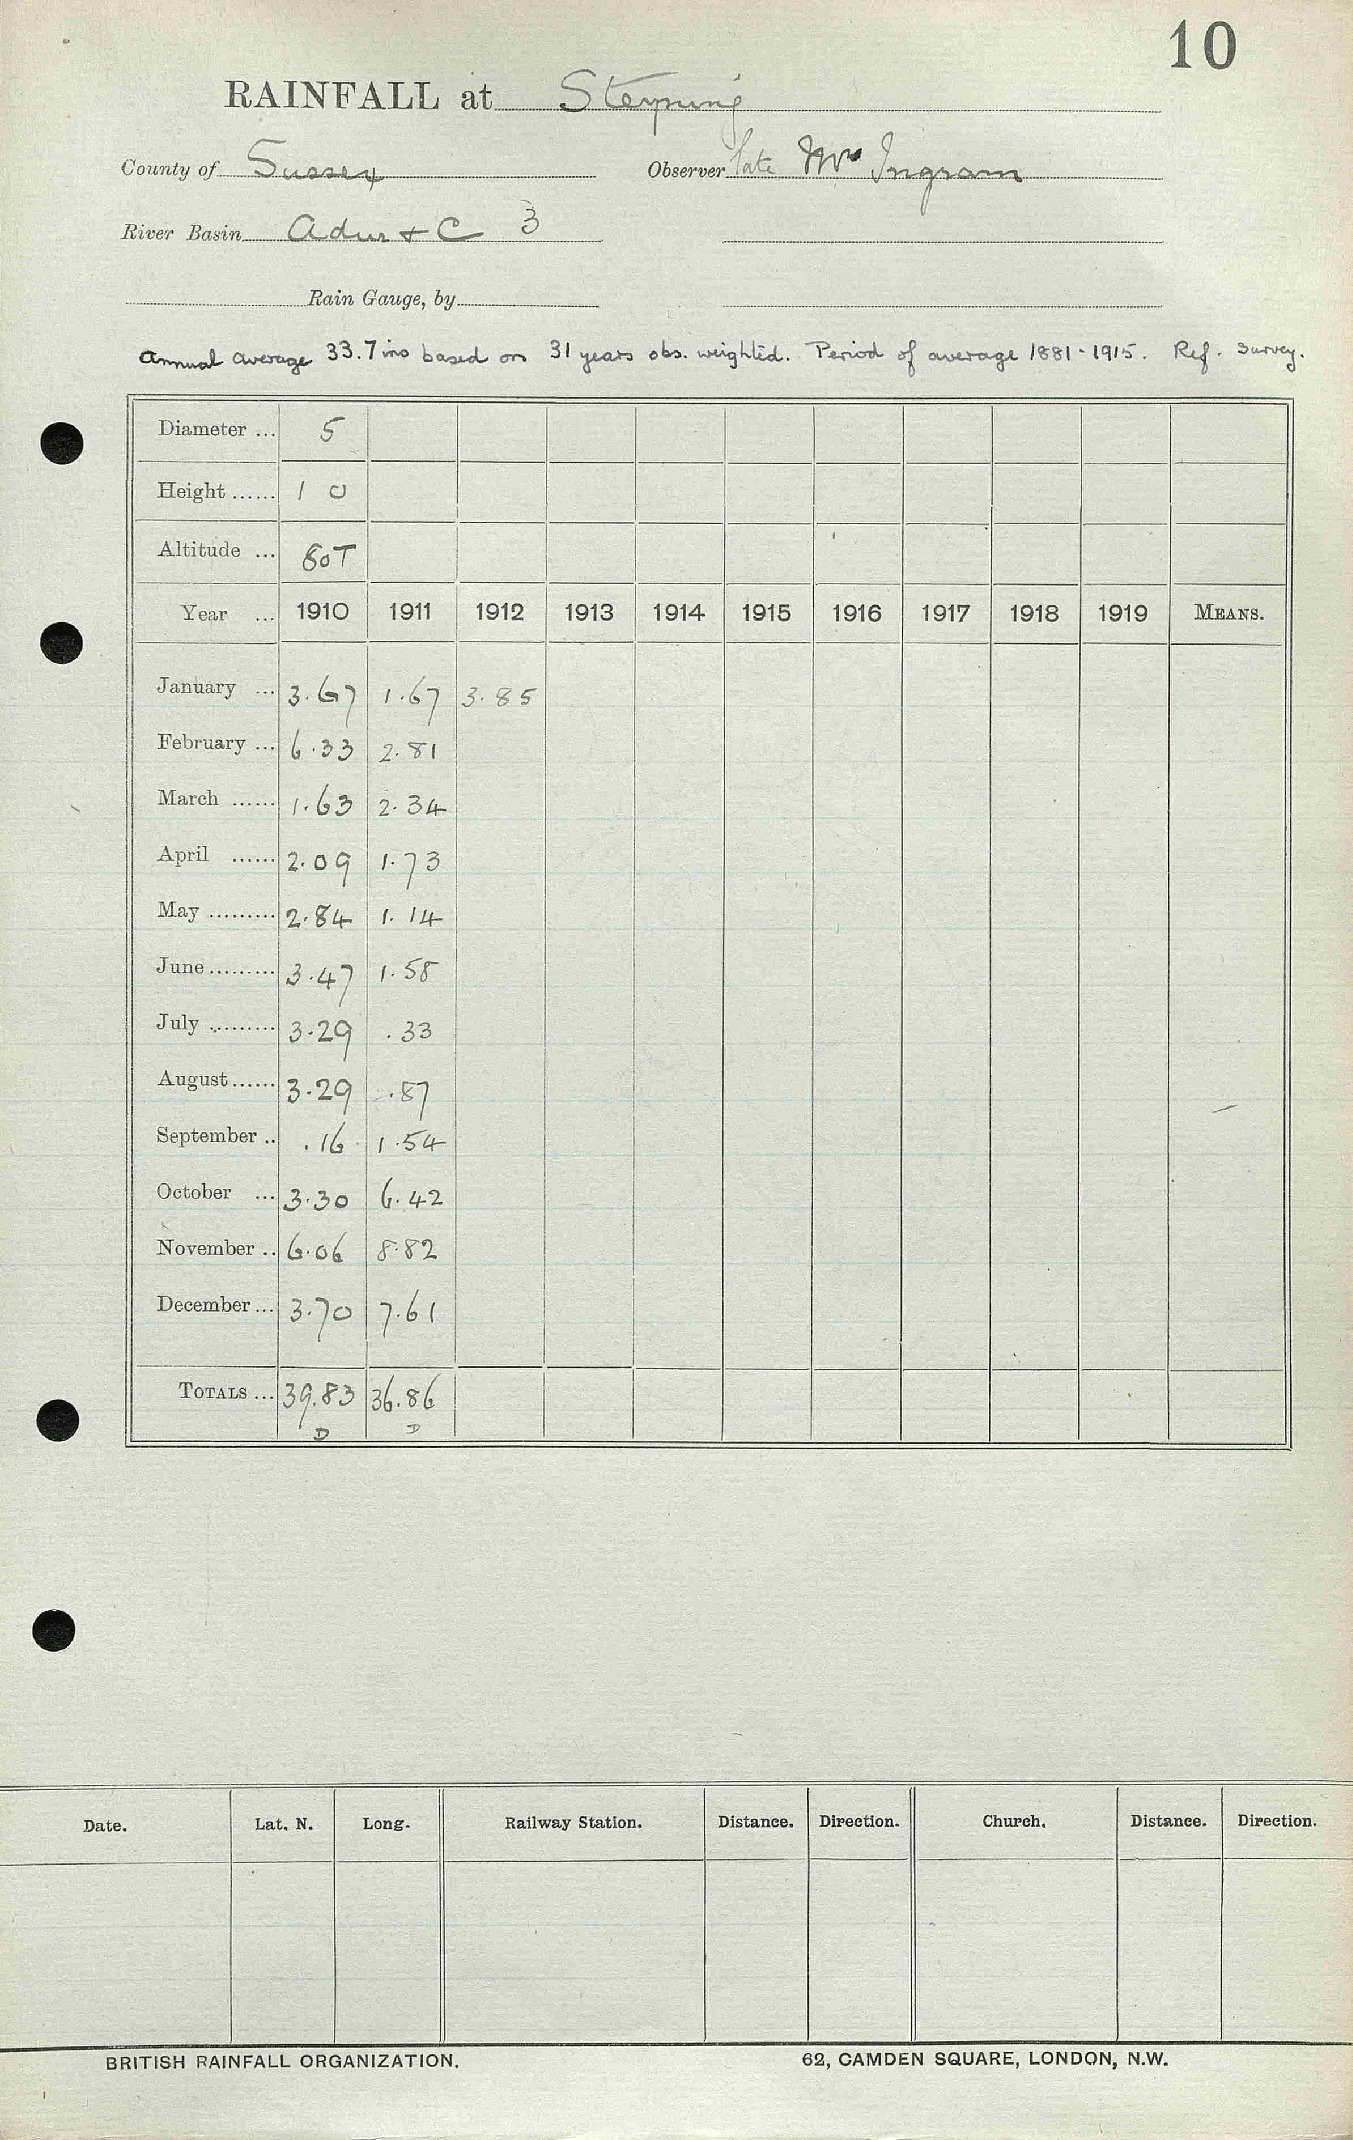 10
RAINFALL at Steyning
County of Sussex Observer late Mrs Ingram
River Basin Adur & C 3
Rain Gauge, by
Annual average 33.7 ins based on 31 years obs. weighted. Period of average 1881-1915. Ref. Survey.
Diameter ... 5
Height ...... 1 0
Altitude ... 80T
Year ... 1910 1911 1912 1913 1914 1915 1916 1917 1918 1919 MEANS.
January ... 3.67 1.67 3.85
February ... 6.33 2.81
March ...... 1.63 2.34
April ...... 2.09 1.73
May ......... 2.84 1.14
June ......... 3.47 1.58
July ......... 3.29 .33
August ...... 3.29 .87
September .. .16 1.54
October ... 3.30 6.42
November .. 6.06 8.82
December ... 3.70 7.61
TOTALS ... 39.83 36.86
D D
Date. Lat. N. Long. Railway Station. Distance. Direction. Church. Distance. Direction.
BRITISH RAINFALL ORGANIZATION. 62, CAMDEN SQUARE, LONDON, N.W.